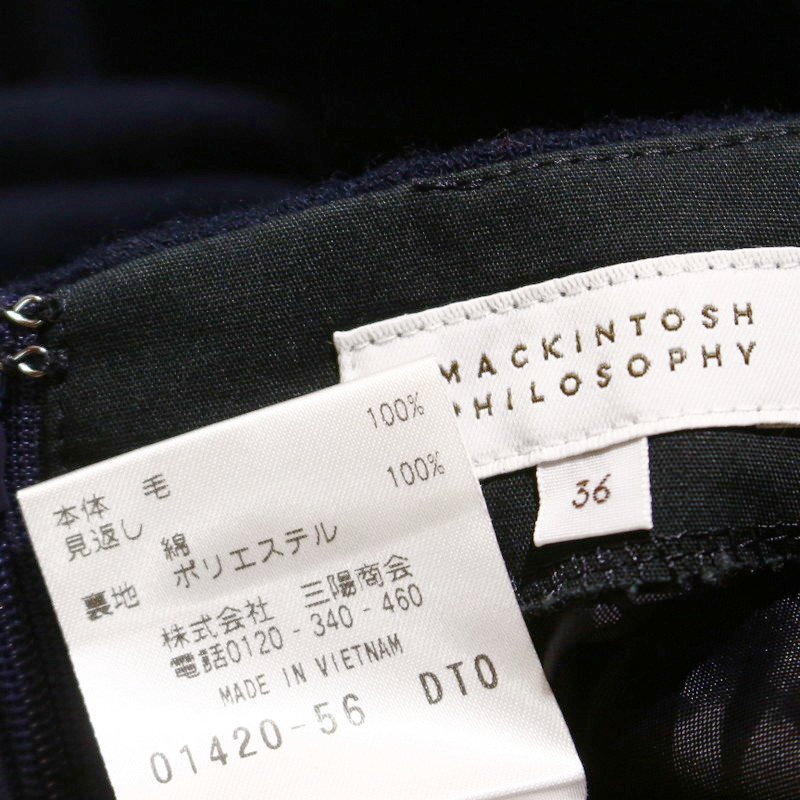 MACKINTOSH
PHILOSOPHY
36
本体 毛 100%
見返し 綿 100%
裏地 ポリエステル
株式会社 三陽商会
電話0120-340-460
MADE IN VIETNAM
01420-56 DTO